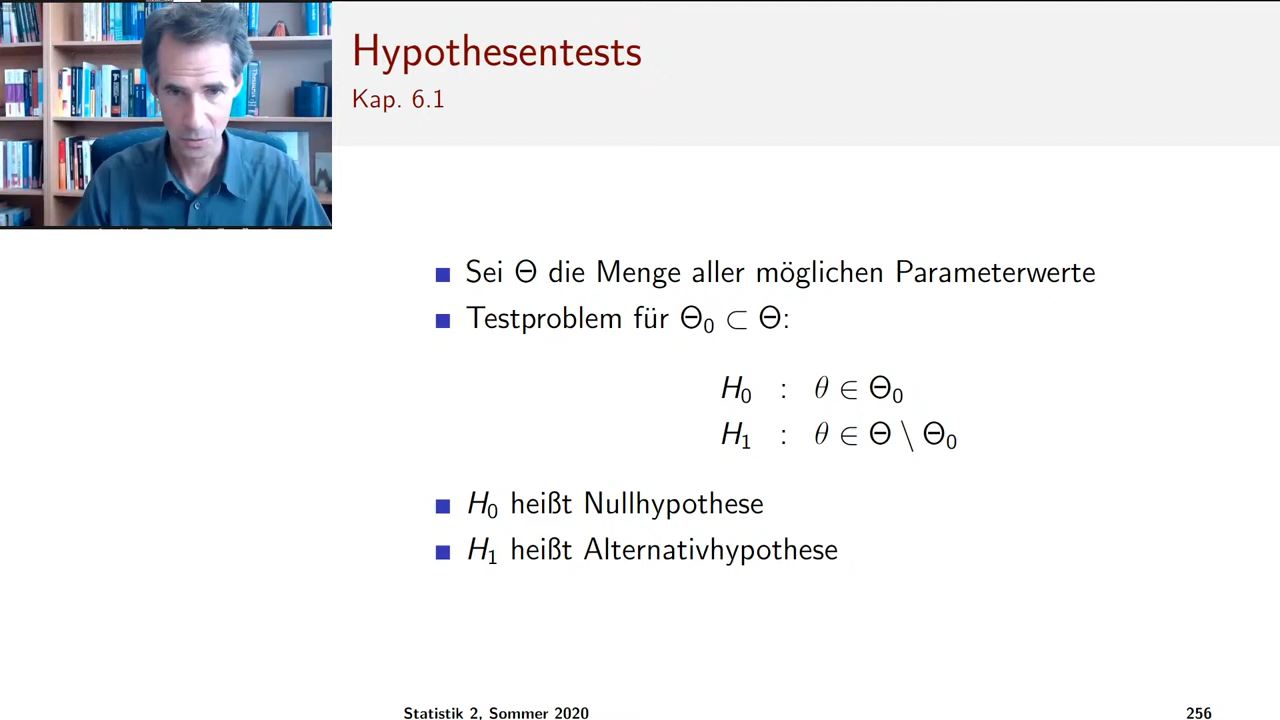 Hypothesentests
Kap. 6.1
Sei Θ die Menge aller möglichen Parameterwerte
Testproblem für Θ₀ ⊂ Θ:
H₀ : θ ∈ Θ₀
H₁ : θ ∈ Θ \ Θ₀
H₀ heißt Nullhypothese
H₁ heißt Alternativhypothese
Statistik 2, Sommer 2020 256